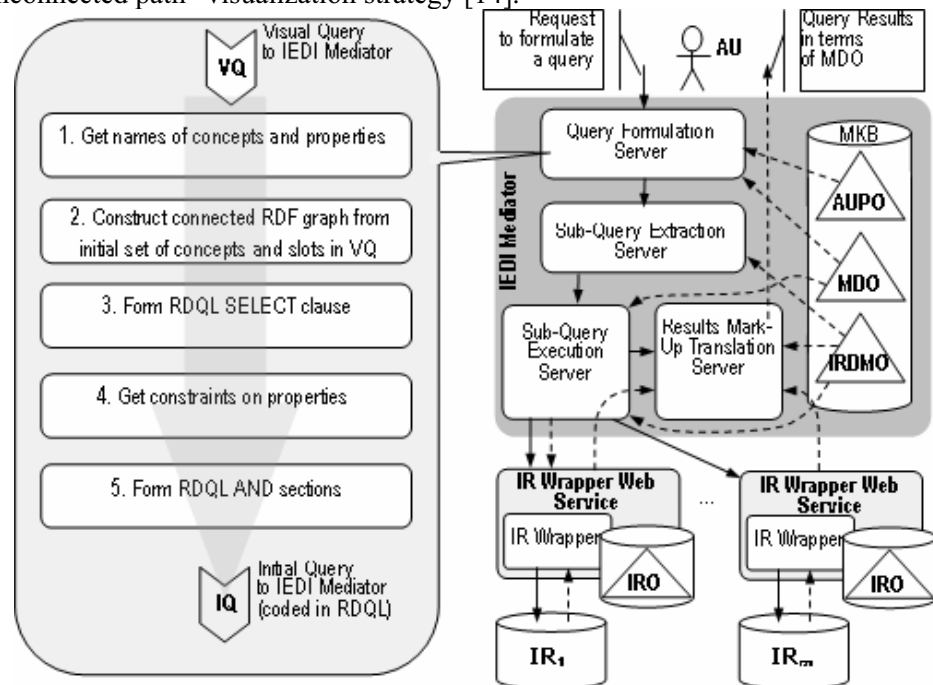 nconnected path" visualization strategy [14].
Visual Query
to IEDI Mediator
VQ
1. Get names of concepts and properties
2. Construct connected RDF graph from
initial set of concepts and slots in VQ
3. Form RDQL SELECT clause
4. Get constraints on properties
5. Form RDQL AND sections
Initial Query
to IEDI Mediator
(coded in RDQL)
IQ
Request
to formulate
a query
AU
Query Results
in terms
of MDO
IEDI Mediator
Query Formulation
Server
Sub-Query Extraction
Server
Sub-Query
Execution
Server
Results Mark-
Up Translation
Server
MKB
AUPO
MDO
IRDMO
IR Wrapper Web
Service
IR Wrapper
IRO
IR1
...
IR Wrapper Web
Service
IR Wrapper
IRO
IRm